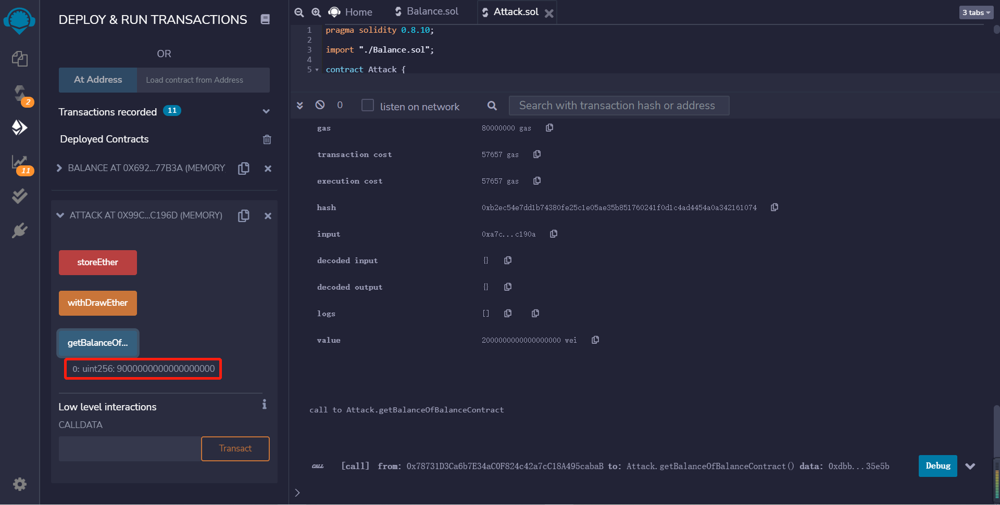 DEPLOY & RUN TRANSACTIONS
OR
At Address
Load contract from Address
Transactions recorded 11
Deployed Contracts
BALANCE AT 0X692...77B3A (MEMORY
ATTACK AT 0X99C...C196D (MEMORY)
storeEther
withDrawEther
getBalanceOf...
0: uint256: 9000000000000000000
Low level interactions
i
CALLDATA
Transact
2
11
Home
Balance.sol
Attack.sol
3 tabs
1 pragma solidity 0.8.10;
2
3 import "./Balance.sol";
4
5 contract Attack {
0
listen on network
Search with transaction hash or address
gas 80000000 gas
transaction cost 57657 gas
execution cost 57657 gas
hash 0xb2ec54e7dd1b74380fe25c1e05ae35b851760241f0d1c4ad4454a0a342161074
input 0xa7c...c190a
decoded input {}
decoded output {}
logs []
value 2000000000000000000 wei
call to Attack.getBalanceOfBalanceContract
CALL [call] from: 0x78731D3Ca6b7E34aC0F824c42a7cC18A495cabaB to: Attack.getBalanceOfBalanceContract() data: 0xdbb...35e5b
Debug
>